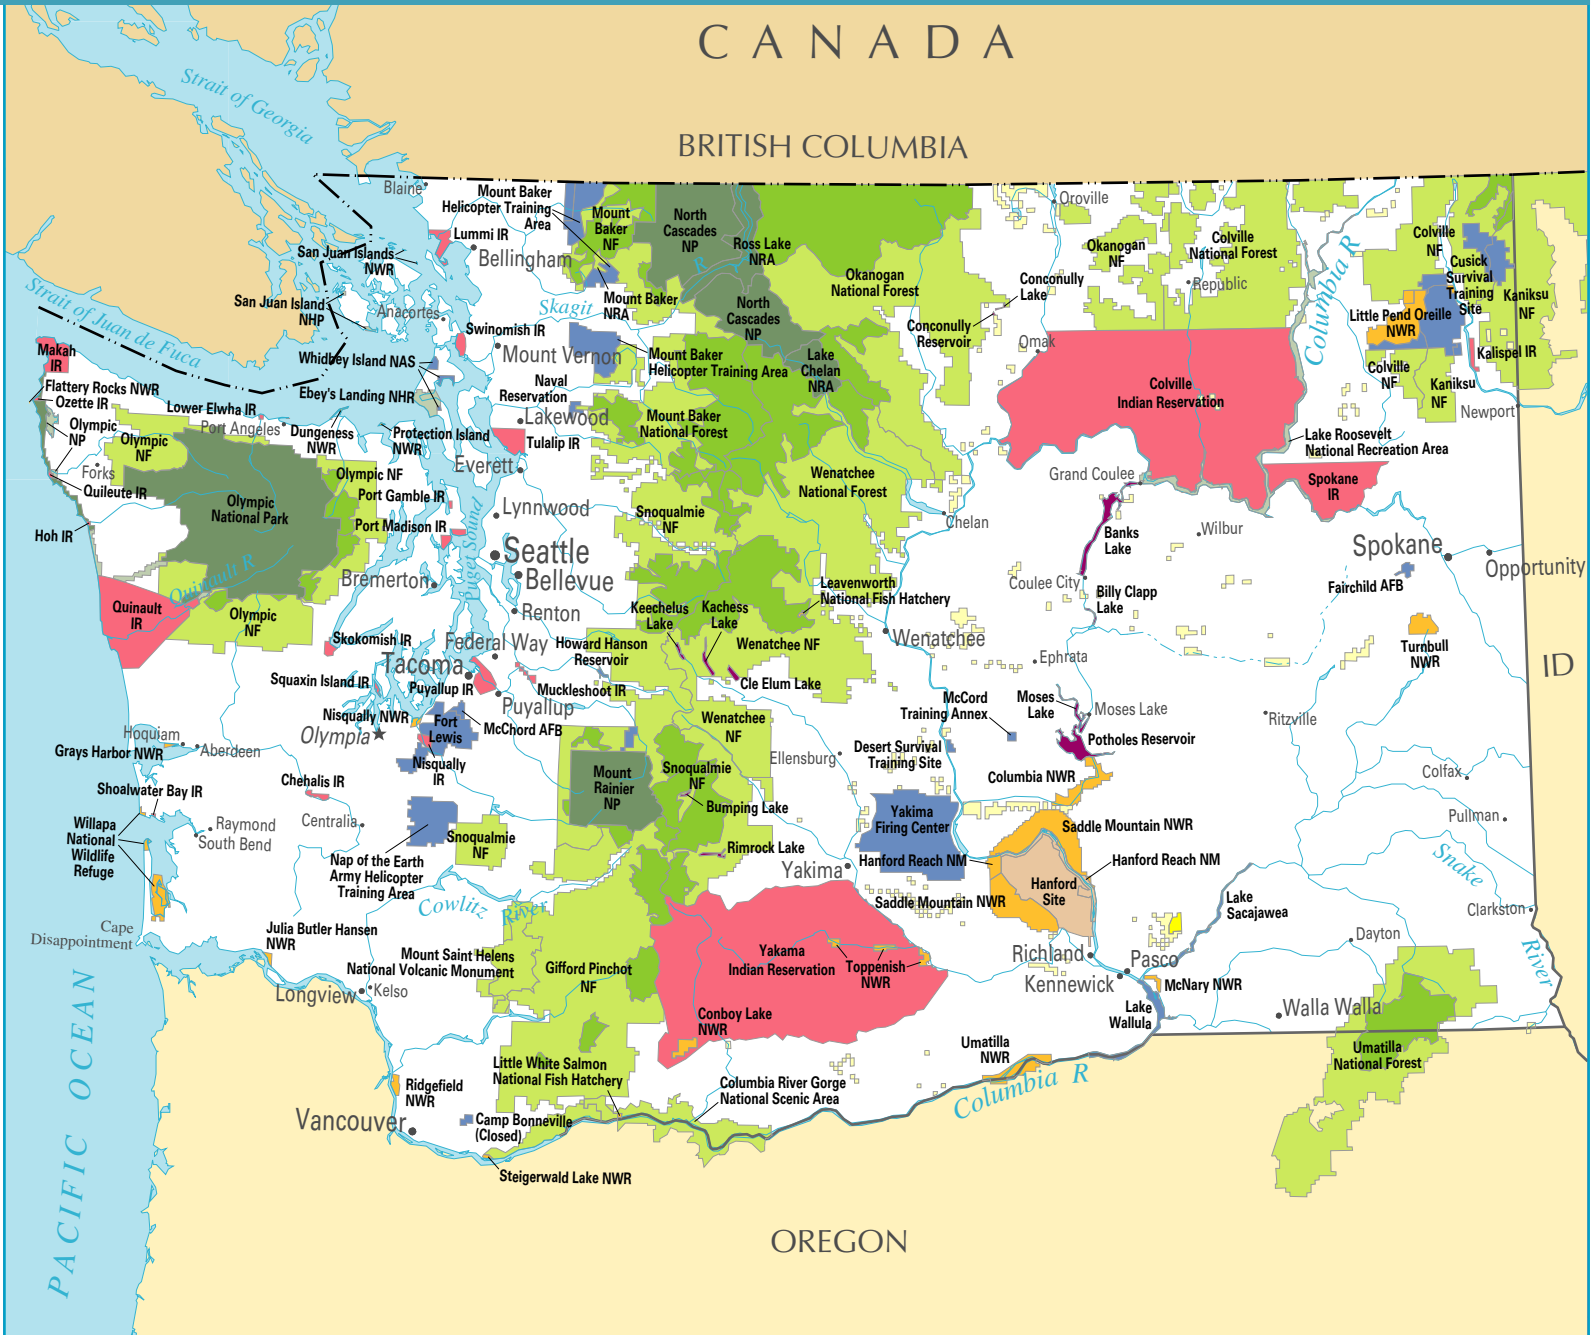 CANADA
BRITISH COLUMBIA
Strait of Georgia
Strait of Juan de Fuca
Blaine
Mount Baker
Helicopter Training
Area
Mount
Baker
NF
North
Cascades
NP
Ross Lake
NRA
Okanogan
National Forest
Oroville
Okanogan
NF
Colville
National Forest
Columbia R
Colville
NF
Cusick
Survival
Training
Site
Kaniksu
NF
Lummi IR
Bellingham
San Juan Islands
NWR
San Juan Island
NHP
Anacortes
Skagit
R
Mount Baker
NRA
North
Cascades
NP
Conconully
Lake
Republic
Little Pend Oreille
NWR
Conconully
Reservoir
Omak
Kalispel IR
Swinomish IR
Mount Vernon
Mount Baker
Helicopter Training Area
Lake
Chelan
NRA
Colville
NF
Kaniksu
NF
Newport
Makah
IR
Whidbey Island NAS
Naval
Reservation
Colville
Indian Reservation
Flattery Rocks NWR
Ozette IR
Olympic
NP
Lower Elwha IR
Port Angeles
Ebey's Landing NHR
Dungeness
NWR
Protection Island
NWR
Lakewood
Tulalip IR
Mount Baker
National Forest
Lake Roosevelt
National Recreation Area
Olympic
NF
Forks
Quileute IR
Olympic NF
Everett
Wenatchee
National Forest
Grand Coulee
Spokane
IR
Port Gamble IR
Lynnwood
Olympic
National Park
Port Madison IR
Snoqualmie
NF
Chelan
Banks
Lake
Wilbur
Hoh IR
Puget Sound
Seattle
Spokane
Opportunity
Bremerton
Bellevue
Quinault R
Leavenworth
National Fish Hatchery
Coulee City
Billy Clapp
Lake
Fairchild AFB
Quinault
IR
Olympic
NF
Renton
Keechelus
Lake
Kachess
Lake
Wenatchee
Skokomish IR
Federal Way
Howard Hanson
Reservoir
Wenatchee NF
Ephrata
Turnbull
NWR
ID
Tacoma
Squaxin Island IR
Puyallup IR
Muckleshoot IR
Cle Elum Lake
Puyallup
McCord
Training Annex
Moses
Lake
Moses Lake
Ritzville
Nisqually NWR
Fort
Lewis
McChord AFB
Wenatchee
NF
Olympia
Hoquiam
Aberdeen
Grays Harbor NWR
Nisqually
IR
Ellensburg
Desert Survival
Training Site
Potholes Reservoir
Columbia NWR
Colfax
Chehalis IR
Mount
Rainier
NP
Snoqualmie
NF
Bumping Lake
Shoalwater Bay IR
Willapa
National
Wildlife
Refuge
Raymond
South Bend
Centralia
Yakima
Firing Center
Saddle Mountain NWR
Pullman
Snoqualmie
NF
Nap of the Earth
Army Helicopter
Training Area
Rimrock Lake
Yakima
Hanford Reach NM
Hanford Reach NM
Hanford
Site
Snake
River
Lake
Sacajawea
Clarkston
Cowlitz
River
Saddle Mountain NWR
Cape
Disappointment
Julia Butler Hansen
NWR
Mount Saint Helens
National Volcanic Monument
Gifford Pinchot
NF
Yakama
Indian Reservation
Toppenish
NWR
Richland
Pasco
Kennewick
Dayton
McNary NWR
Longview
Kelso
Lake
Wallula
Walla Walla
Conboy Lake
NWR
Umatilla
NWR
Umatilla
National Forest
Little White Salmon
National Fish Hatchery
Columbia River Gorge
National Scenic Area
Columbia R
Ridgefield
NWR
Vancouver
Camp Bonneville
(Closed)
Steigerwald Lake NWR
PACIFIC OCEAN
OREGON